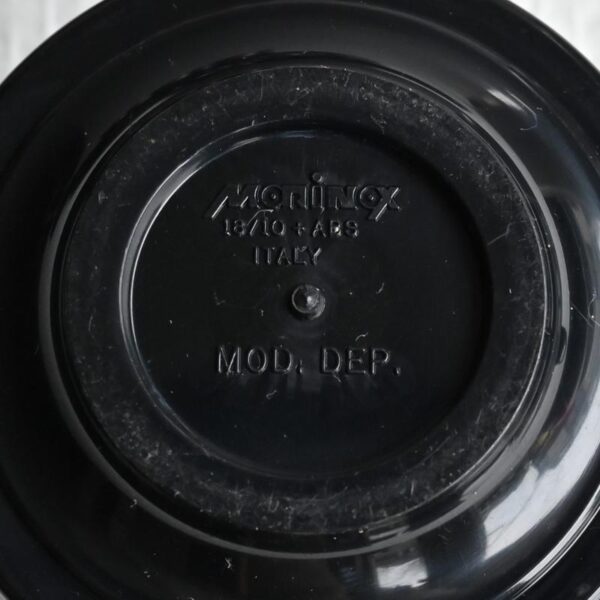 MORINOX
18/10 + ABS
ITALY
MOD. DEP.